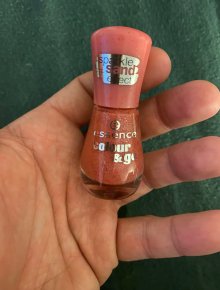 sparkle
sand
effect
e
essence
colour
& go